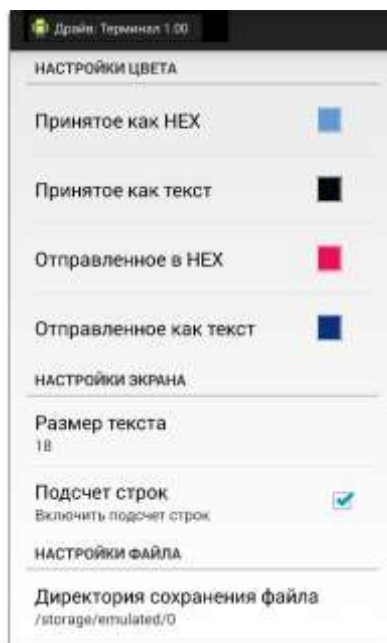 Драйв. Терминал 1.00
НАСТРОЙКИ ЦВЕТА
Принятое как HEX
Принятое как текст
Отправленное в HEX
Отправленное как текст
НАСТРОЙКИ ЭКРАНА
Размер текста
18
Подсчет строк
Включить подсчет строк
НАСТРОЙКИ ФАЙЛА
Директория сохранения файла
/storage/emulated/0